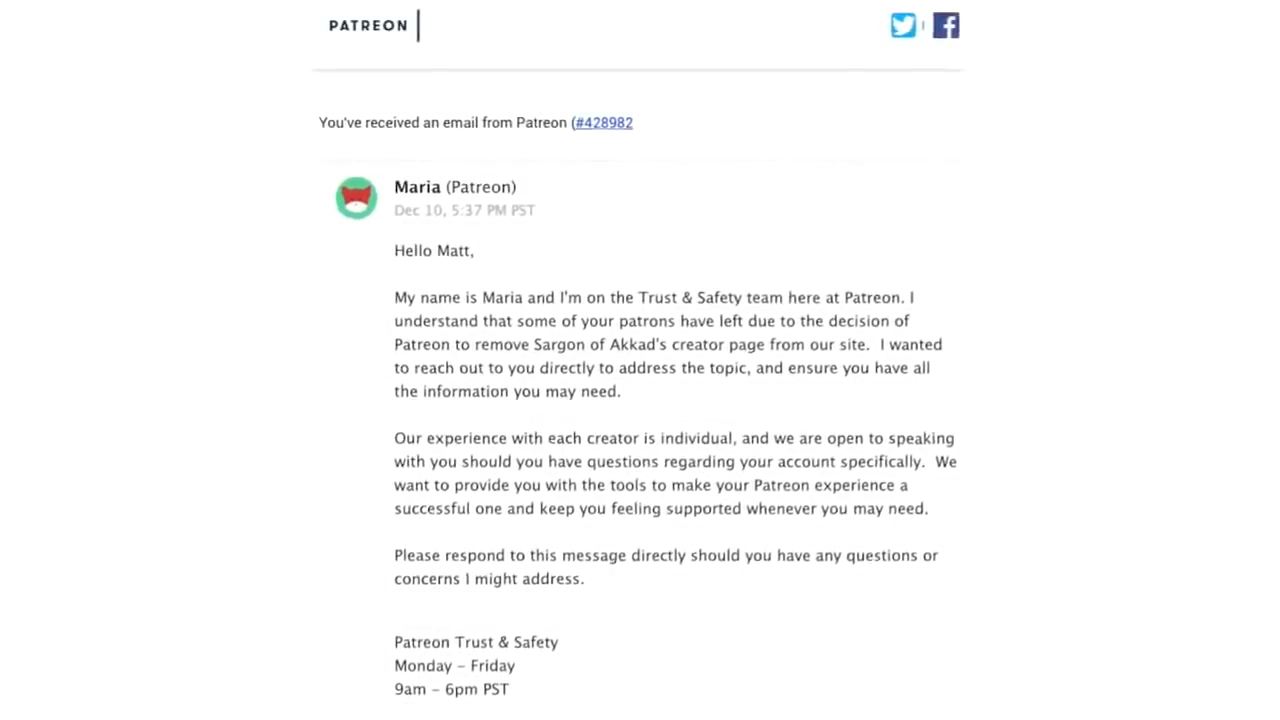 PATREON
You've received an email from Patreon (#428982
Maria (Patreon)
Dec 10, 5:37 PM PST
Hello Matt,
My name is Maria and I'm on the Trust & Safety team here at Patreon. I
understand that some of your patrons have left due to the decision of
Patreon to remove Sargon of Akkad's creator page from our site. I wanted
to reach out to you directly to address the topic, and ensure you have all
the information you may need.
Our experience with each creator is individual, and we are open to speaking
with you should you have questions regarding your account specifically. We
want to provide you with the tools to make your Patreon experience a
successful one and keep you feeling supported whenever you may need.
Please respond to this message directly should you have any questions or
concerns I might address.
Patreon Trust & Safety
Monday – Friday
9am – 6pm PST